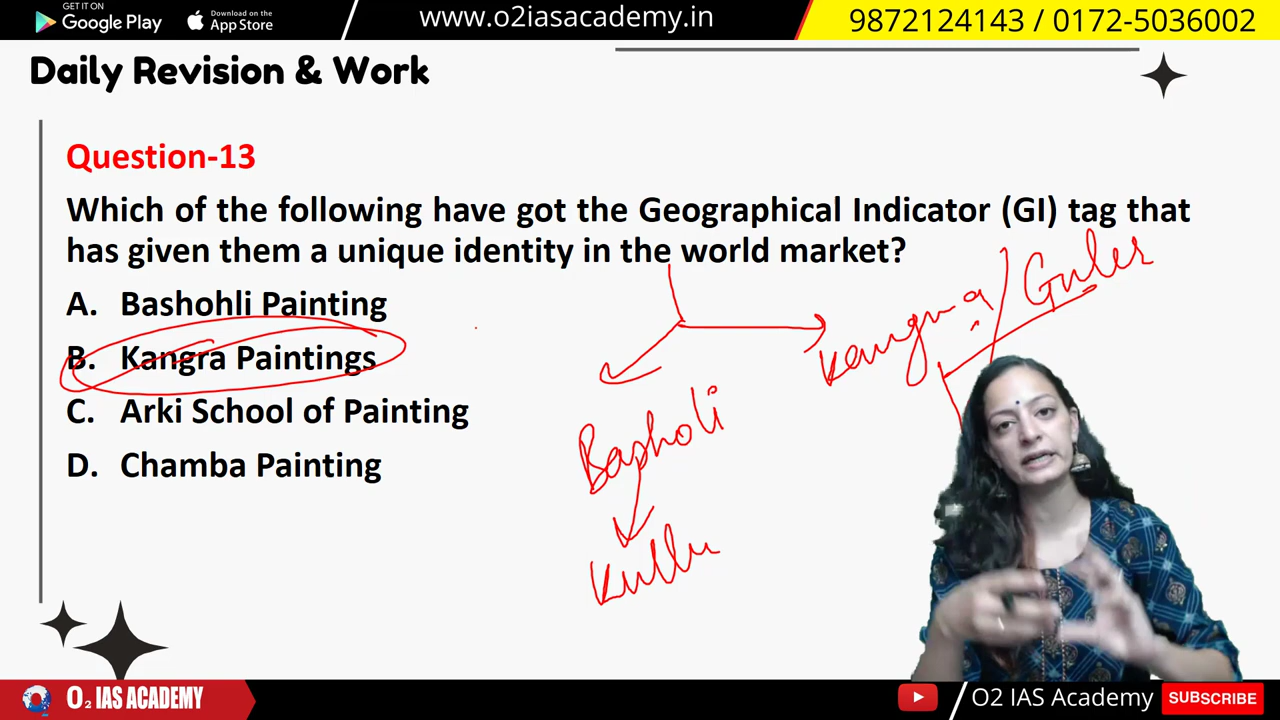 GET IT ON
Google Play
Download on the
App Store
www.o2iasacademy.in
9872124143 / 0172-5036002
Daily Revision & Work
Question-13
Which of the following have got the Geographical Indicator (GI) tag that
has given them a unique identity in the world market?
A. Bashohli Painting
B. Kangra Paintings
C. Arki School of Painting
D. Chamba Painting
Kangra / Guler
Basholi
Kullu
O2 IAS ACADEMY
O2 IAS Academy
SUBSCRIBE